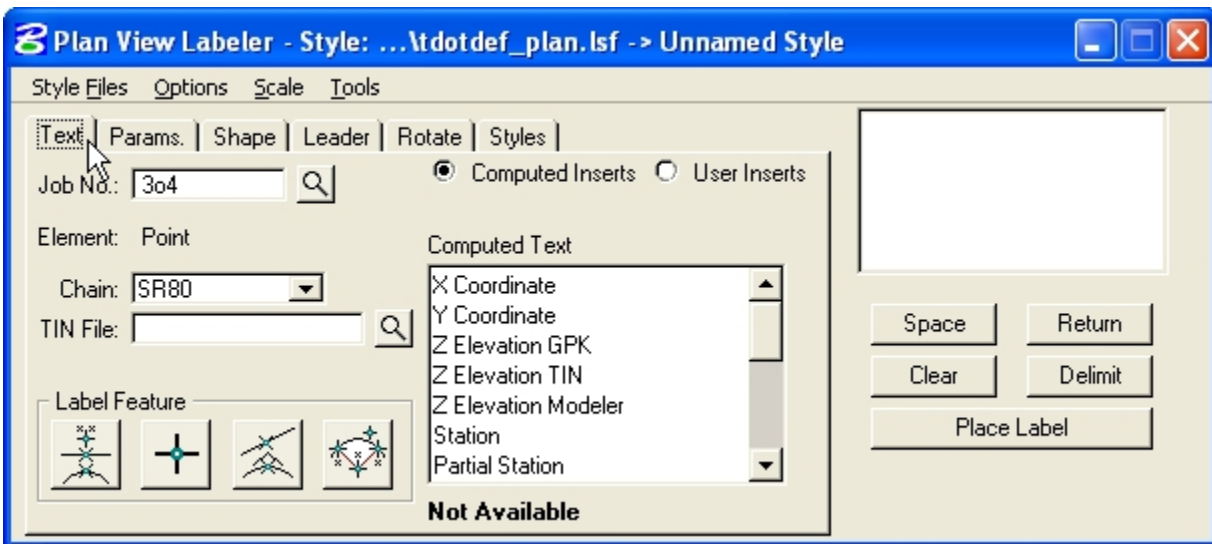 Plan View Labeler - Style: ...\tdotdef_plan.lsf -> Unnamed Style
Style Files Options Scale Tools
Text Params. Shape Leader Rotate Styles
Job No.: 3o4
Computed Inserts User Inserts
Element: Point
Chain: SR80
TIN File:
Label Feature
Computed Text
X Coordinate
Y Coordinate
Z Elevation GPK
Z Elevation TIN
Z Elevation Modeler
Station
Partial Station
Not Available
Space Return
Clear Delimit
Place Label